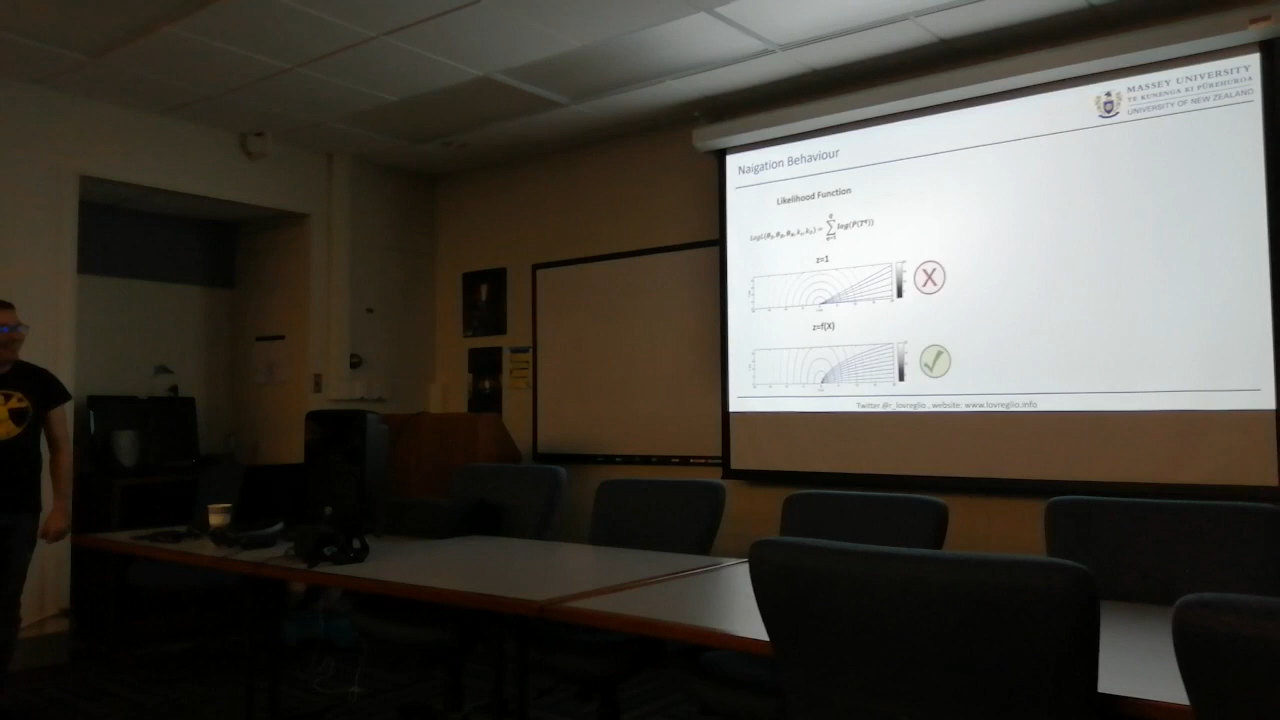 MASSEY UNIVERSITY
TE KUNENGA KI PŪREHUROA
UNIVERSITY OF NEW ZEALAND
Naigation Behaviour
Likelihood Function
z=1
X
z=f(X)
Twitter @r_lovreglio , website: www.lovreglio.info